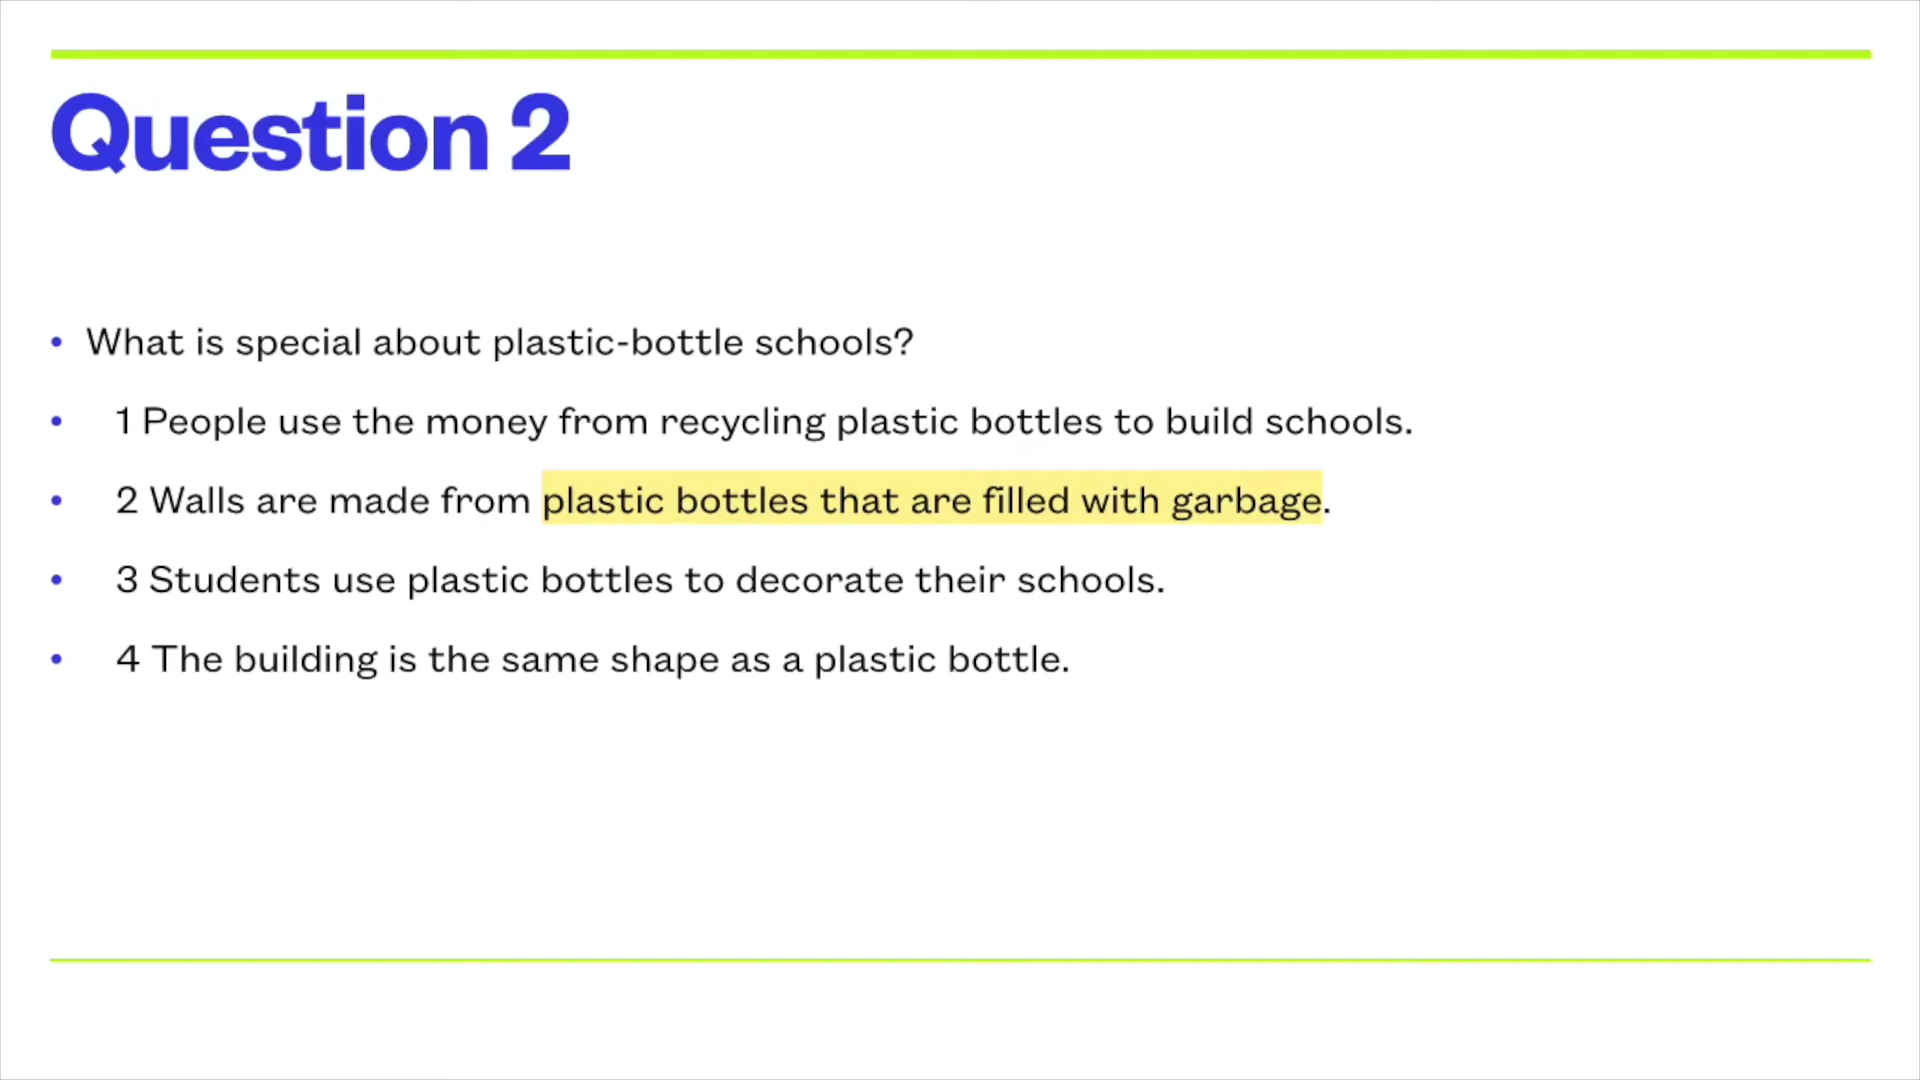 Question 2
• What is special about plastic-bottle schools?
• 1 People use the money from recycling plastic bottles to build schools.
• 2 Walls are made from plastic bottles that are filled with garbage.
• 3 Students use plastic bottles to decorate their schools.
• 4 The building is the same shape as a plastic bottle.